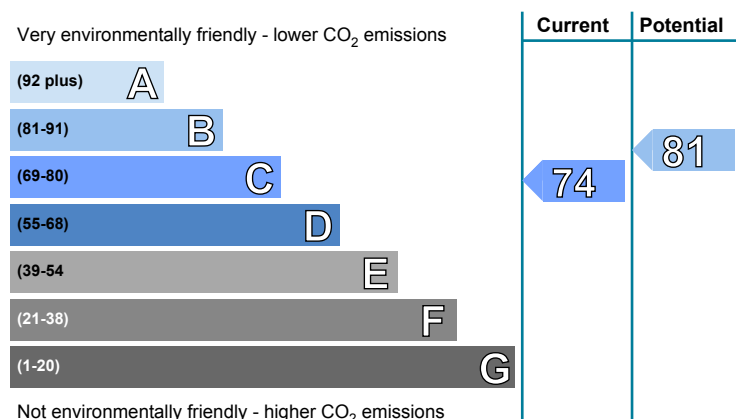 Very environmentally friendly - lower CO2 emissions
Current
Potential
(92 plus) A
(81-91) B
(69-80) C
(55-68) D
(39-54 E
(21-38) F
(1-20) G
74
81
Not environmentally friendly - higher CO2 emissions